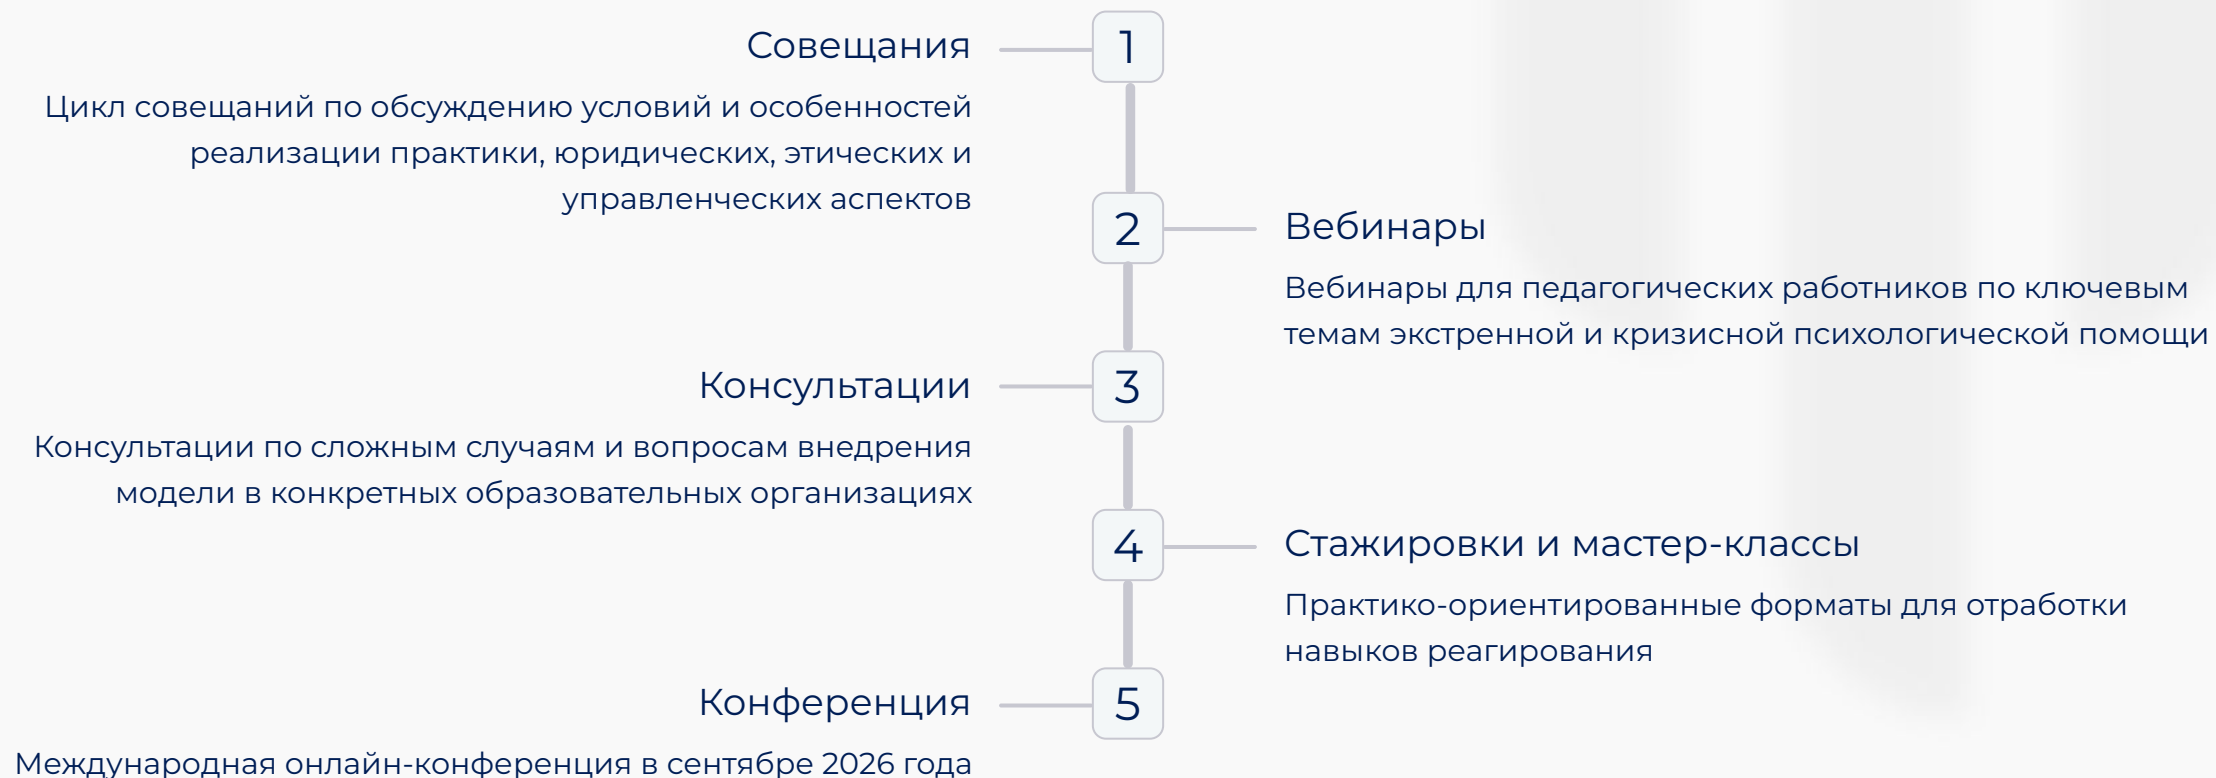 Совещания
1
Цикл совещаний по обсуждению условий и особенностей
реализации практики, юридических, этических и
управленческих аспектов
2
Вебинары
Вебинары для педагогических работников по ключевым
темам экстренной и кризисной психологической помощи
Консультации
3
Консультации по сложным случаям и вопросам внедрения
модели в конкретных образовательных организациях
4
Стажировки и мастер-классы
Практико-ориентированные форматы для отработки
навыков реагирования
Конференция
5
Международная онлайн-конференция в сентябре 2026 года